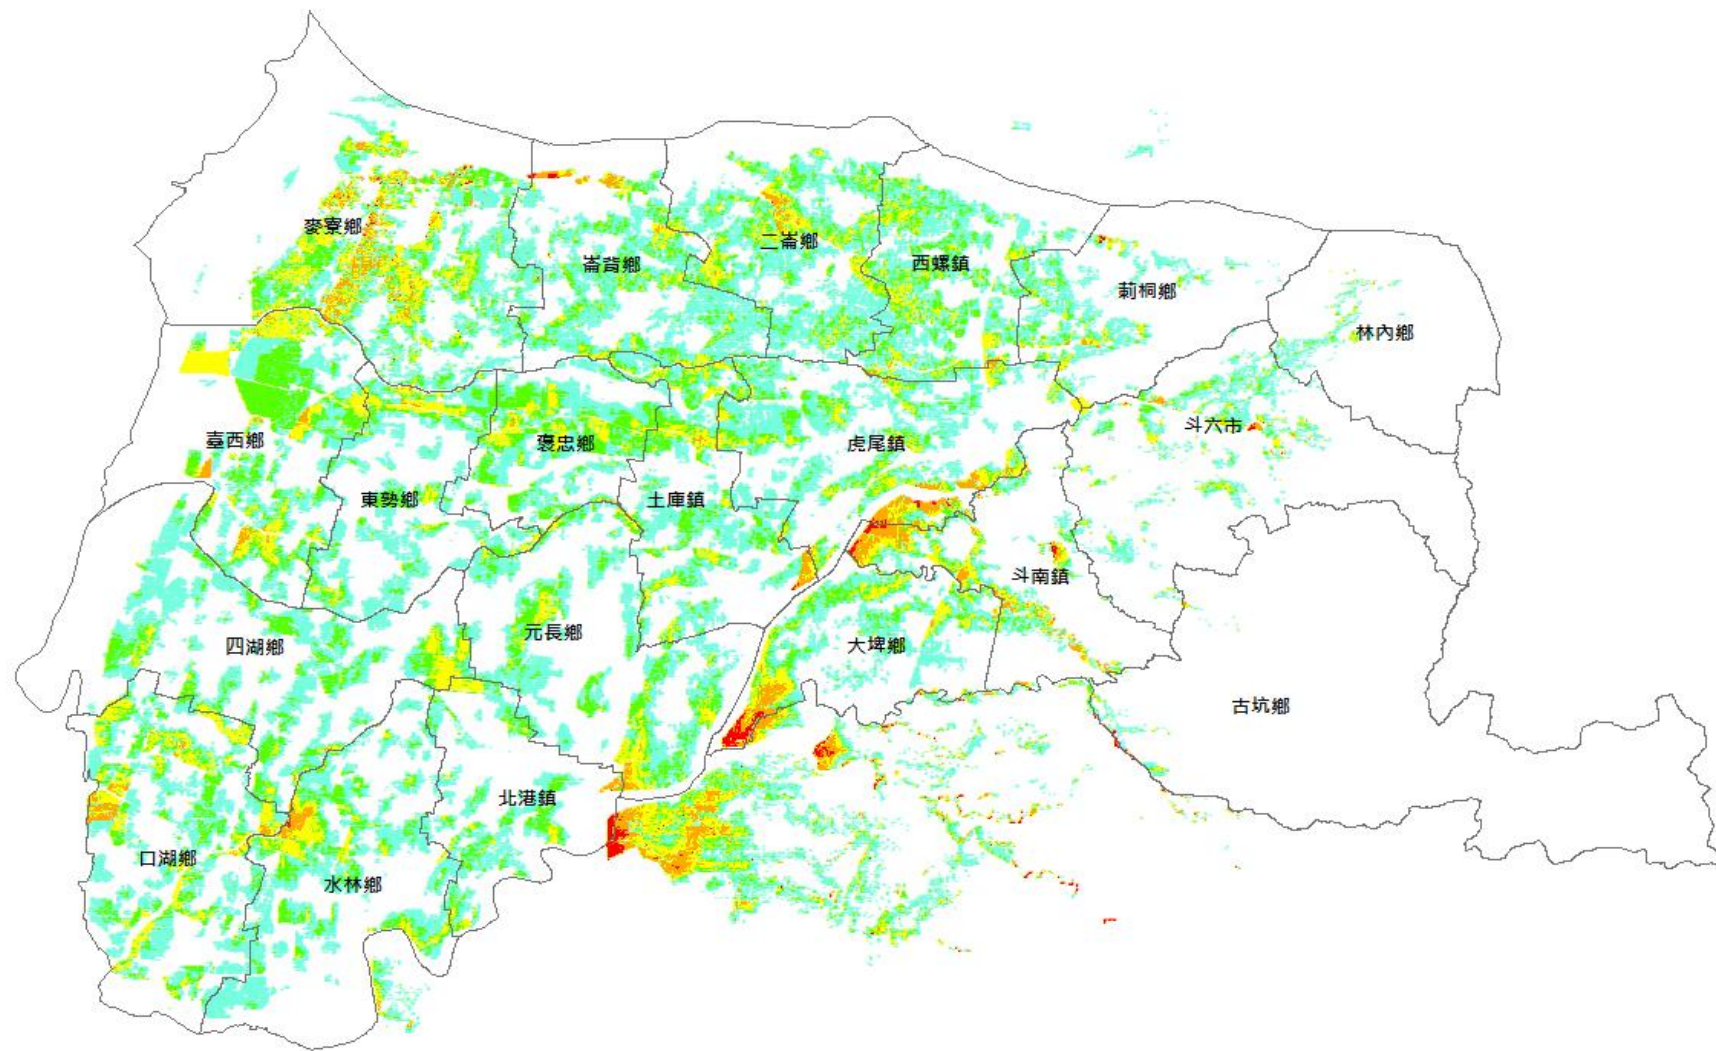 麥寮鄉
崙背鄉
二崙鄉
西螺鎮
莿桐鄉
林內鄉
臺西鄉
東勢鄉
褒忠鄉
土庫鎮
虎尾鎮
斗六市
斗南鎮
四湖鄉
元長鄉
大埤鄉
古坑鄉
北港鎮
口湖鄉
水林鄉